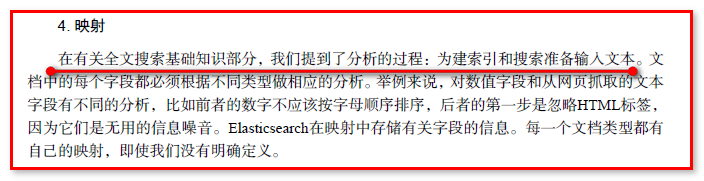 4. 映射
在有关全文搜索基础知识部分，我们提到了分析的过程：为建索引和搜索准备输入文本。文
档中的每个字段都必须根据不同类型做相应的分析。举例来说，对数值字段和从网页抓取的文本
字段有不同的分析，比如前者的数字不应该按字母顺序排序，后者的第一步是忽略HTML标签，
因为它们是无用的信息噪音。Elasticsearch在映射中存储有关字段的信息。每一个文档类型都有
自己的映射，即使我们没有明确定义。